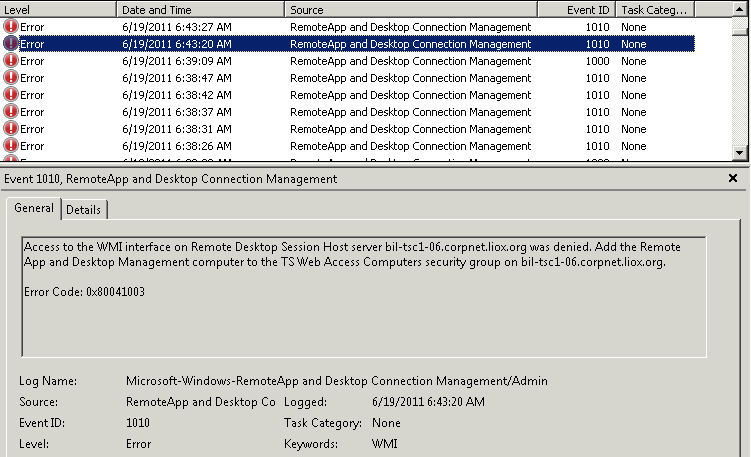 Level Date and Time Source Event ID Task Categ...
Error 6/19/2011 6:43:27 AM RemoteApp and Desktop Connection Management 1010 None
Error 6/19/2011 6:43:20 AM RemoteApp and Desktop Connection Management 1010 None
Error 6/19/2011 6:39:09 AM RemoteApp and Desktop Connection Management 1000 None
Error 6/19/2011 6:38:47 AM RemoteApp and Desktop Connection Management 1010 None
Error 6/19/2011 6:38:42 AM RemoteApp and Desktop Connection Management 1010 None
Error 6/19/2011 6:38:37 AM RemoteApp and Desktop Connection Management 1010 None
Error 6/19/2011 6:38:31 AM RemoteApp and Desktop Connection Management 1010 None
Error 6/19/2011 6:38:26 AM RemoteApp and Desktop Connection Management 1010 None
Event 1010, RemoteApp and Desktop Connection Management
General Details
Access to the WMI interface on Remote Desktop Session Host server bil-tsc1-06.corpnet.liox.org was denied. Add the Remote
App and Desktop Management computer to the TS Web Access Computers security group on bil-tsc1-06.corpnet.liox.org.
Error Code: 0x80041003
Log Name: Microsoft-Windows-RemoteApp and Desktop Connection Management/Admin
Source: RemoteApp and Desktop Co Logged: 6/19/2011 6:43:20 AM
Event ID: 1010 Task Category: None
Level: Error Keywords: WMI